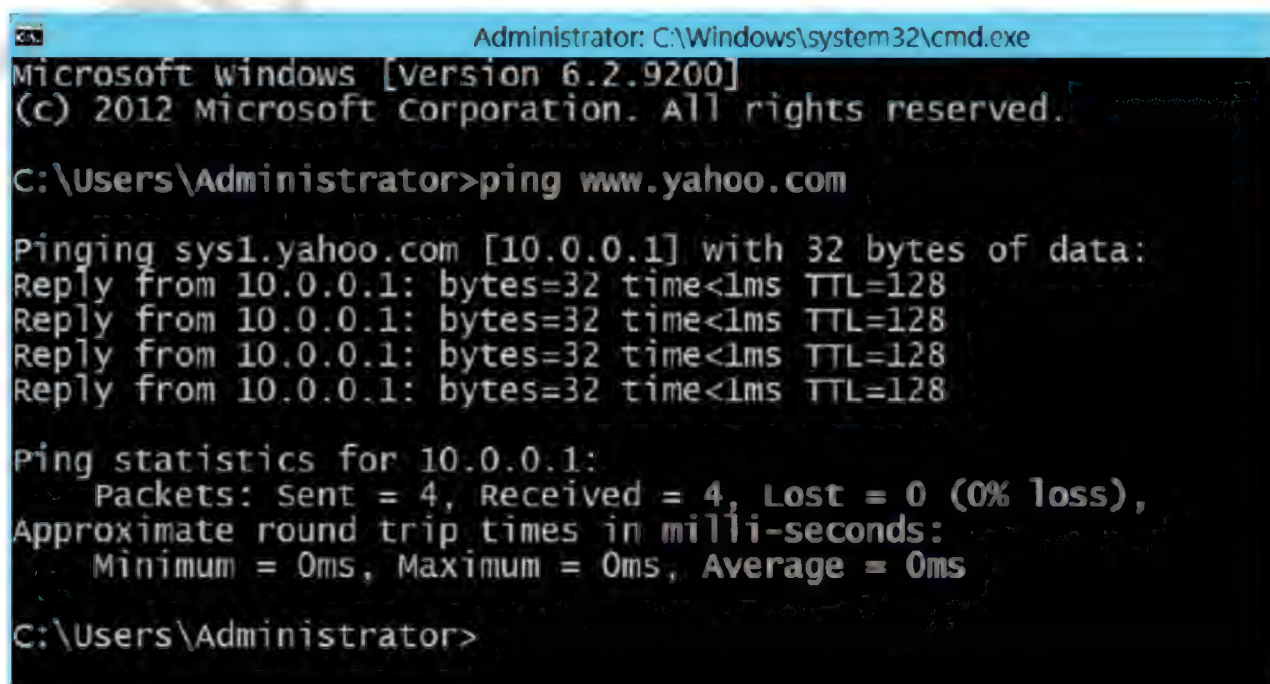 Administrator: C:\Windows\system32\cmd.exe
Microsoft Windows [Version 6.2.9200]
(c) 2012 Microsoft Corporation. All rights reserved.
C:\Users\Administrator>ping www.yahoo.com
Pinging sys1.yahoo.com [10.0.0.1] with 32 bytes of data:
Reply from 10.0.0.1: bytes=32 time<1ms TTL=128
Reply from 10.0.0.1: bytes=32 time<1ms TTL=128
Reply from 10.0.0.1: bytes=32 time<1ms TTL=128
Reply from 10.0.0.1: bytes=32 time<1ms TTL=128
Ping statistics for 10.0.0.1:
Packets: Sent = 4, Received = 4, Lost = 0 (0% loss),
Approximate round trip times in milli-seconds:
Minimum = 0ms, Maximum = 0ms, Average = 0ms
C:\Users\Administrator>